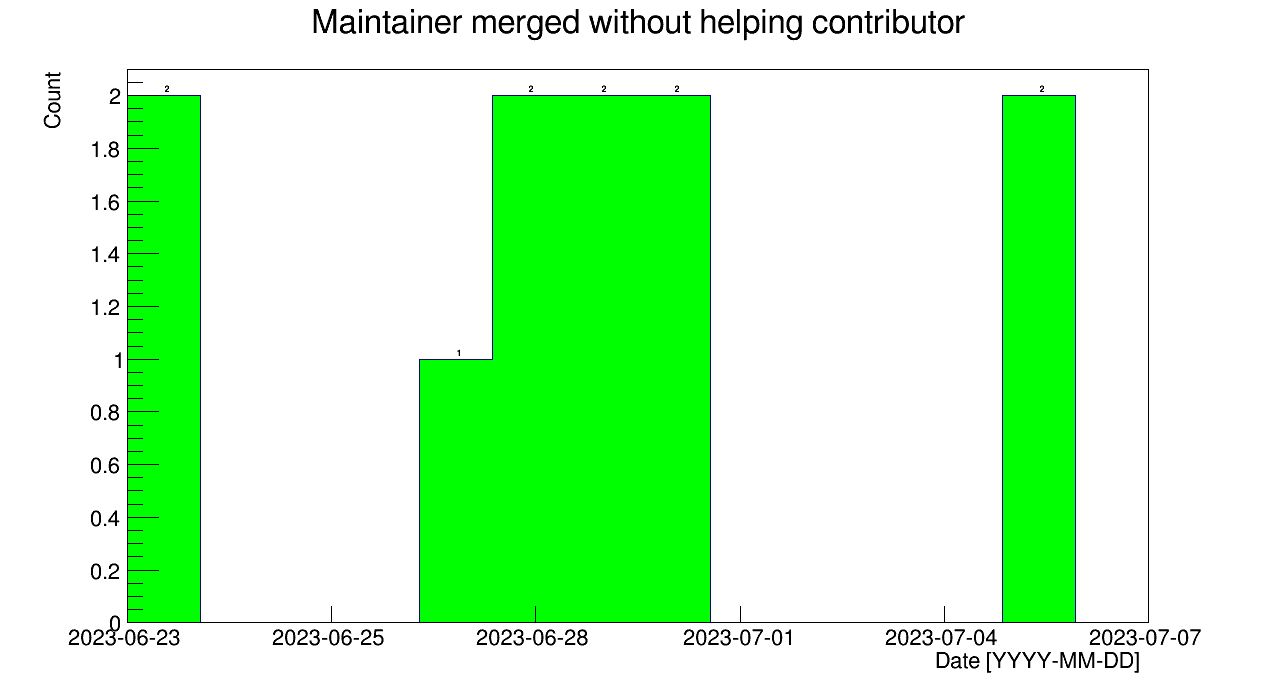 Maintainer merged without helping contributor
Count
2
2 2 2 2
1.8
1.6
1.4
1.2
1
1
0.8
0.6
0.4
0.2
0
2023-06-23 2023-06-25 2023-06-28 2023-07-01 2023-07-04 2023-07-07
Date [YYYY-MM-DD]
2